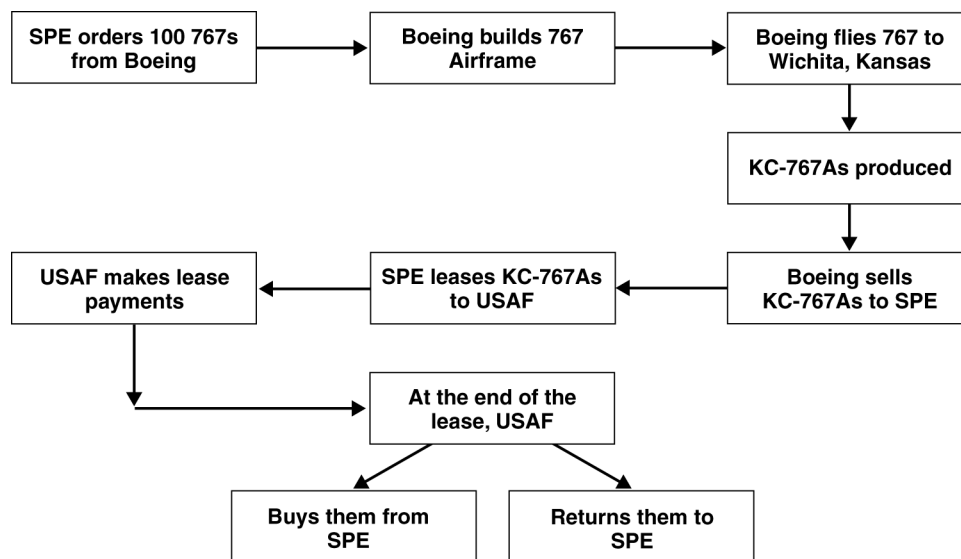 SPE orders 100 767s
from Boeing
Boeing builds 767
Airframe
Boeing flies 767 to
Wichita, Kansas
KC-767As produced
USAF makes lease
payments
SPE leases KC-767As
to USAF
Boeing sells
KC-767As to SPE
At the end of the
lease, USAF
Buys them from
SPE
Returns them to
SPE